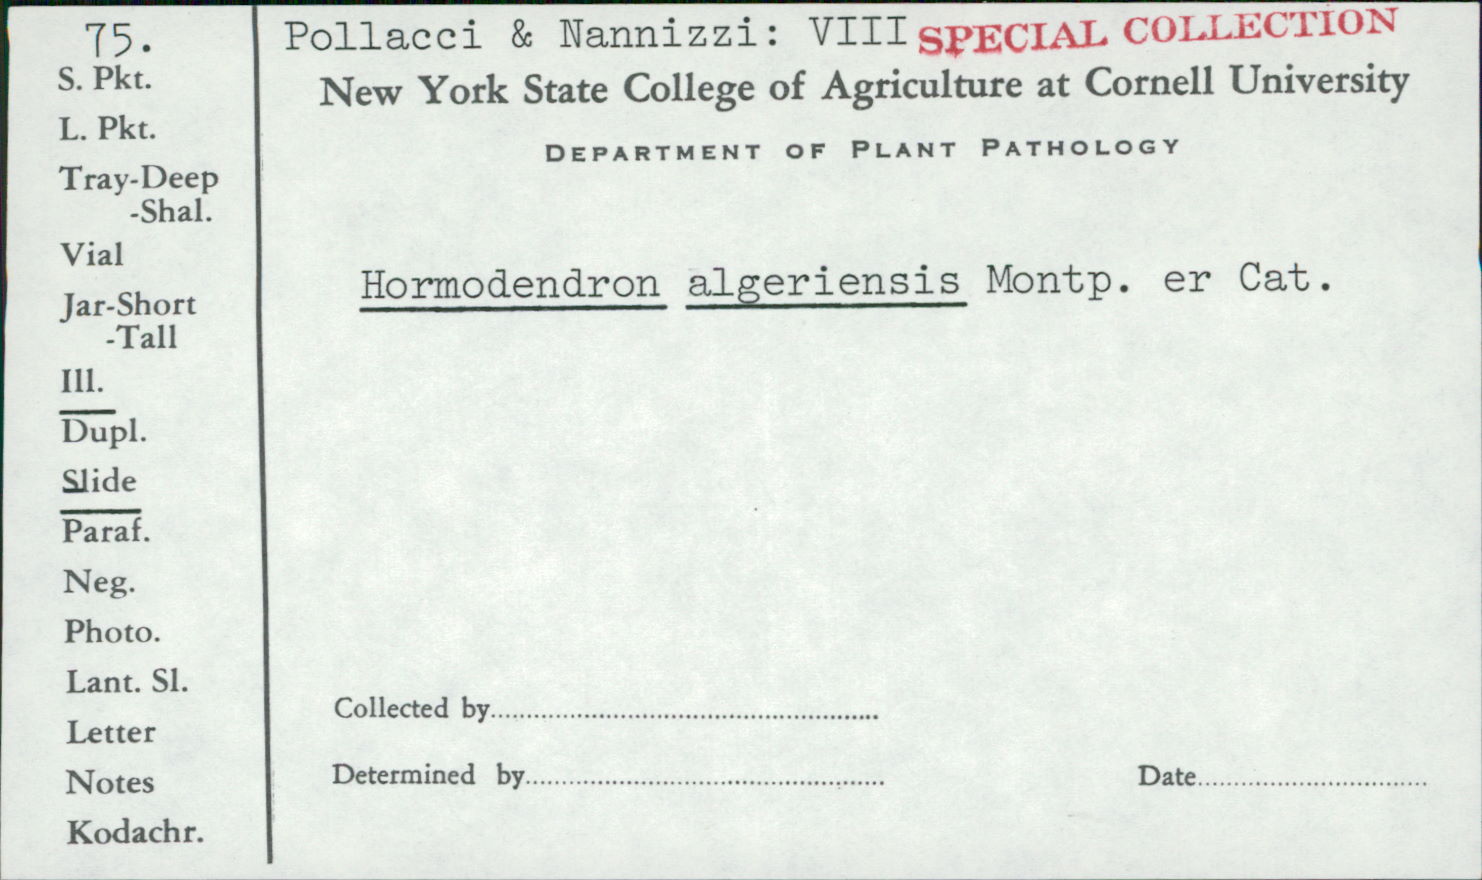 75.
S. Pkt.
L. Pkt.
Tray-Deep
-Shal.
Vial
Jar-Short
-Tall
Ill.
Dupl.
Slide
Paraf.
Neg.
Photo.
Lant. Sl.
Letter
Notes
Kodachr.
Pollacci & Nannizzi: VIII SPECIAL COLLECTION
New York State College of Agriculture at Cornell University
DEPARTMENT OF PLANT PATHOLOGY
Hormodendron algeriensis Montp. er Cat.
Collected by
Determined by
Date